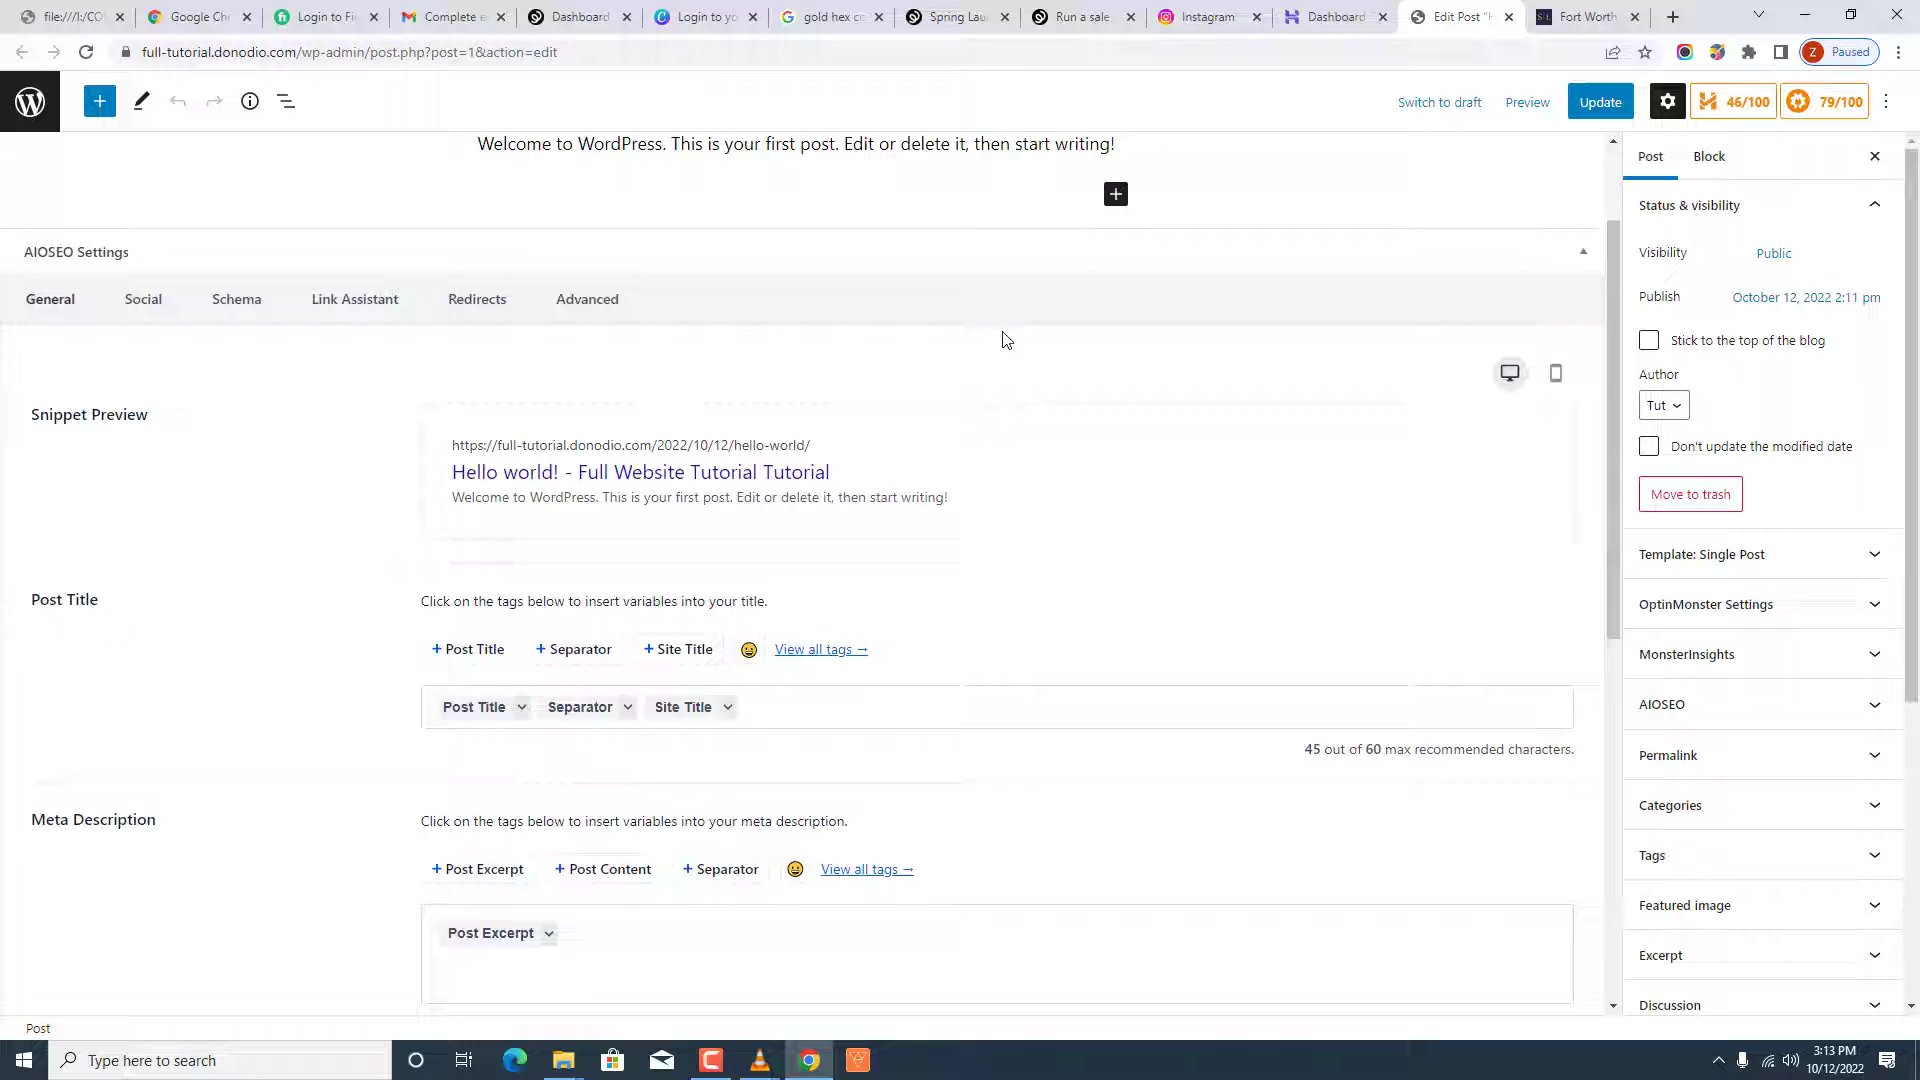 file:///I:/CO
Google Ch
Login to Fi
Complete e
Dashboard
Login to yo
gold hex co
Spring Lau
Run a sale
Instagram
Dashboard
Edit Post "H
Fort Worth
full-tutorial.donodio.com/wp-admin/post.php?post=1&action=edit
Z Paused
Switch to draft
Preview
Update
46/100
79/100
Welcome to WordPress. This is your first post. Edit or delete it, then start writing!
AIOSEO Settings
General
Social
Schema
Link Assistant
Redirects
Advanced
Snippet Preview
https://full-tutorial.donodio.com/2022/10/12/hello-world/
Hello world! - Full Website Tutorial Tutorial
Welcome to WordPress. This is your first post. Edit or delete it, then start writing!
Post Title
Click on the tags below to insert variables into your title.
+ Post Title
+ Separator
+ Site Title
View all tags →
Post Title
Separator
Site Title
45 out of 60 max recommended characters.
Meta Description
Click on the tags below to insert variables into your meta description.
+ Post Excerpt
+ Post Content
+ Separator
View all tags →
Post Excerpt
Post
Block
Status & visibility
Visibility
Public
Publish
October 12, 2022 2:11 pm
Stick to the top of the blog
Author
Tut
Don't update the modified date
Move to trash
Template: Single Post
OptinMonster Settings
MonsterInsights
AIOSEO
Permalink
Categories
Tags
Featured image
Excerpt
Discussion
Post
Type here to search
3:13 PM
10/12/2022